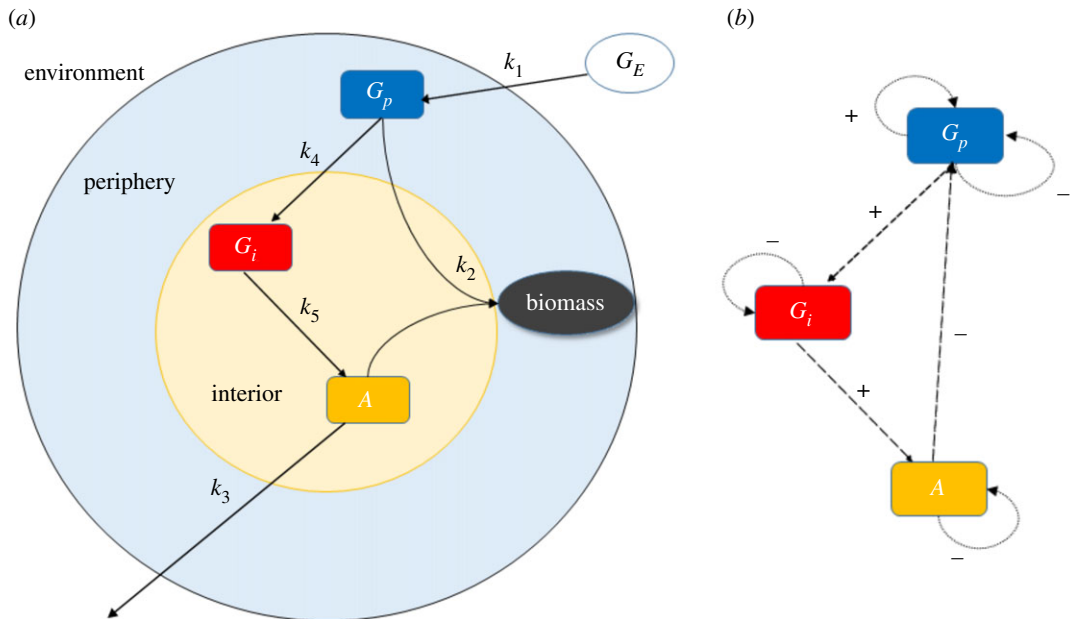 (a)
environment
k1
GE
Gp
k4
periphery
Gi
k2
biomass
k5
interior
A
k3
(b)
+
Gp
−
+
−
Gi
−
+
A
−